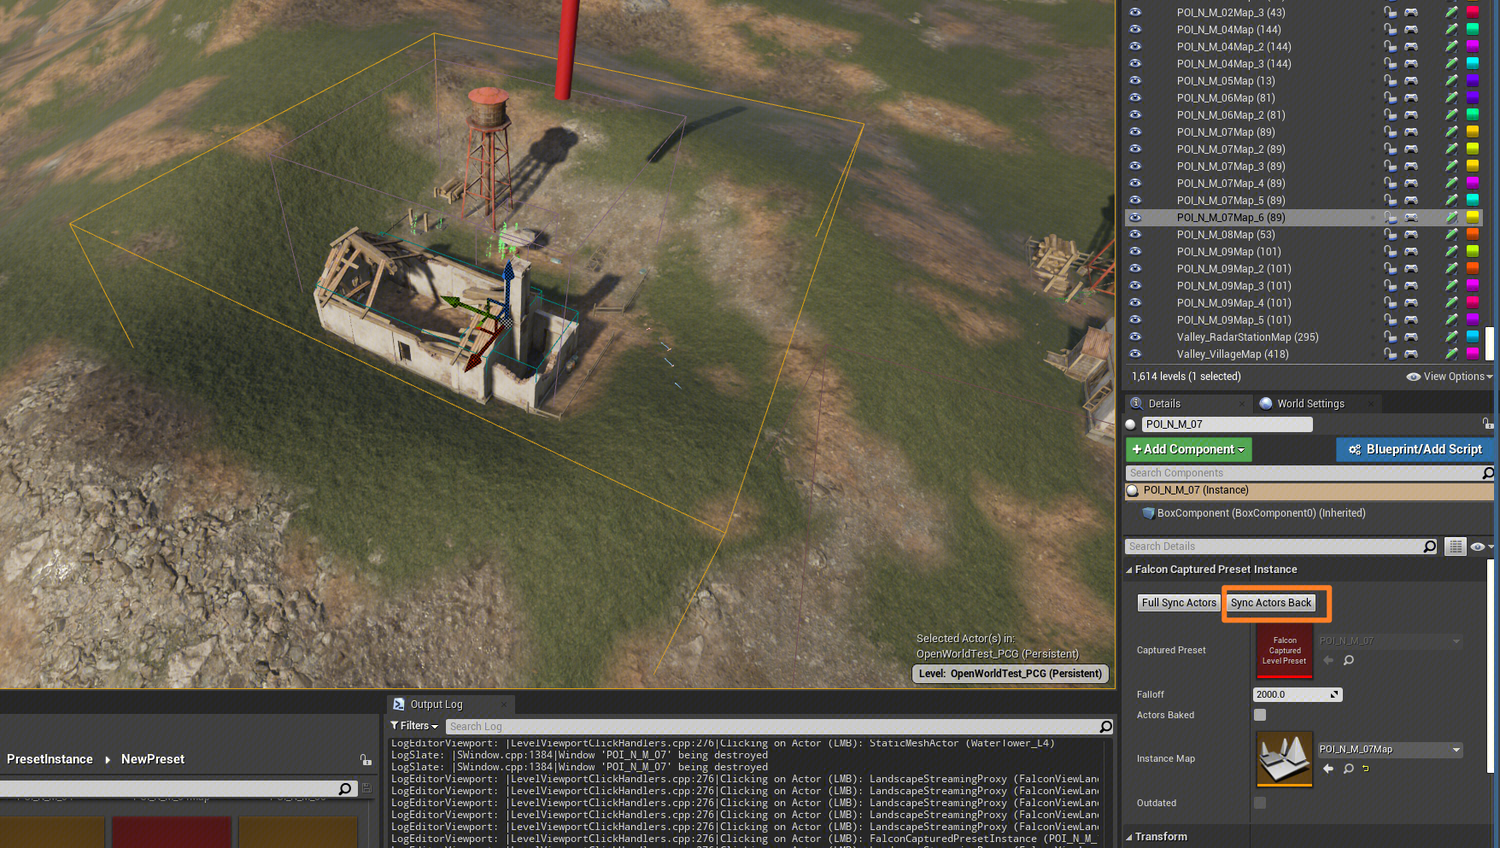 POI_N_M_02Map_3 (43)
POI_N_M_04Map (144)
POI_N_M_04Map_2 (144)
POI_N_M_04Map_3 (144)
POI_N_M_05Map (13)
POI_N_M_06Map (81)
POI_N_M_06Map_2 (81)
POI_N_M_07Map (89)
POI_N_M_07Map_2 (89)
POI_N_M_07Map_3 (89)
POI_N_M_07Map_4 (89)
POI_N_M_07Map_5 (89)
POI_N_M_07Map_6 (89)
POI_N_M_08Map (53)
POI_N_M_09Map (101)
POI_N_M_09Map_2 (101)
POI_N_M_09Map_3 (101)
POI_N_M_09Map_4 (101)
POI_N_M_09Map_5 (101)
Valley_RadarStationMap (295)
Valley_VillageMap (418)
1,614 levels (1 selected)
View Options
Details
World Settings
POI_N_M_07
+Add Component
Blueprint/Add Script
Search Components
POI_N_M_07 (Instance)
BoxComponent (BoxComponent0) (Inherited)
Search Details
Falcon Captured Preset Instance
Full Sync Actors
Sync Actors Back
Captured Preset
Falcon
Captured
Level Preset
POI_N_M_07
Falloff
2000.0
Actors Baked
Instance Map
POI_N_M_07Map
Outdated
Transform
Selected Actor(s) in:
OpenWorldTest_PCG (Persistent)
Level: OpenWorldTest_PCG (Persistent)
PresetInstance
NewPreset
Output Log
Filters
Search Log
LogEditorViewport: |LevelViewportClickHandlers.cpp:276|Clicking on Actor (LMB): StaticMeshActor (WaterTower_L4)
LogSlate: |SWindow.cpp:1384|Window 'POI_N_M_07' being destroyed
LogSlate: |SWindow.cpp:1384|Window 'POI_N_M_07' being destroyed
LogEditorViewport: |LevelViewportClickHandlers.cpp:276|Clicking on Actor (LMB): LandscapeStreamingProxy (FalconViewLan
LogEditorViewport: |LevelViewportClickHandlers.cpp:276|Clicking on Actor (LMB): LandscapeStreamingProxy (FalconViewLan
LogEditorViewport: |LevelViewportClickHandlers.cpp:276|Clicking on Actor (LMB): LandscapeStreamingProxy (FalconViewLan
LogEditorViewport: |LevelViewportClickHandlers.cpp:276|Clicking on Actor (LMB): LandscapeStreamingProxy (FalconViewLan
LogEditorViewport: |LevelViewportClickHandlers.cpp:276|Clicking on Actor (LMB): LandscapeStreamingProxy (FalconViewLan
LogEditorViewport: |LevelViewportClickHandlers.cpp:276|Clicking on Actor (LMB): FalconCapturedPresetInstance (POI_N_M_